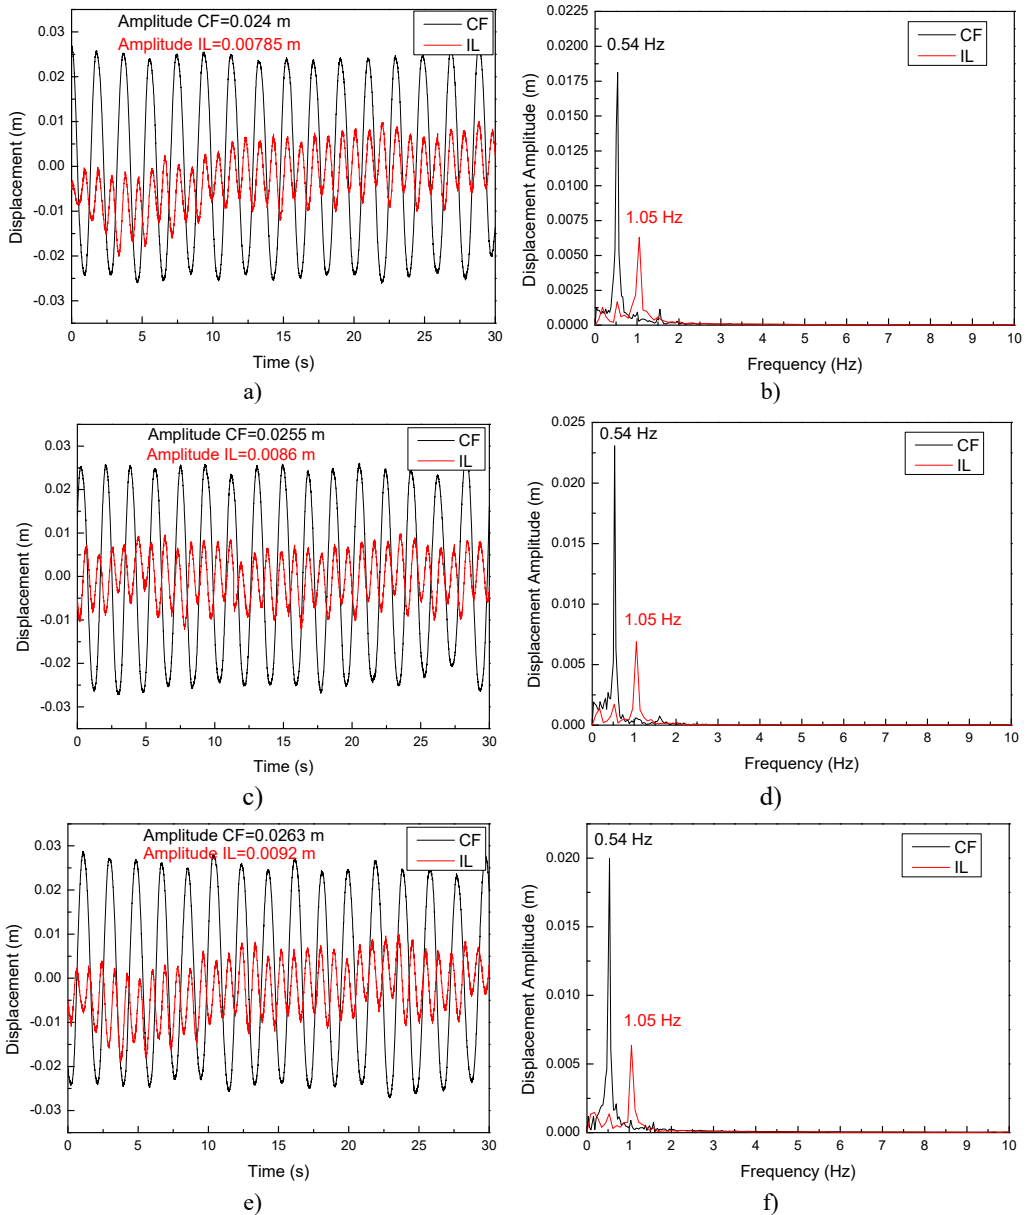 Amplitude CF=0.024 m
Amplitude IL=0.00785 m
CF
IL
0.03
0.02
0.01
0.00
-0.01
-0.02
-0.03
Displacement (m)
0 5 10 15 20 25 30
Time (s)
a)
0.54 Hz
1.05 Hz
CF
IL
0.0225
0.0200
0.0175
0.0150
0.0125
0.0100
0.0075
0.0050
0.0025
0.0000
Displacement Amplitude (m)
0 1 2 3 4 5 6 7 8 9 10
Frequency (Hz)
b)
Amplitude CF=0.0255 m
Amplitude IL=0.0086 m
CF
IL
0.03
0.02
0.01
0.00
-0.01
-0.02
-0.03
Displacement (m)
0 5 10 15 20 25 30
Time (s)
c)
0.54 Hz
1.05 Hz
CF
IL
0.025
0.020
0.015
0.010
0.005
0.000
Displacement Amplitude (m)
0 1 2 3 4 5 6 7 8 9 10
Frequency (Hz)
d)
Amplitude CF=0.0263 m
Amplitude IL=0.0092 m
CF
IL
0.03
0.02
0.01
0.00
-0.01
-0.02
-0.03
Displacement (m)
0 5 10 15 20 25 30
Time (s)
e)
0.54 Hz
1.05 Hz
CF
IL
0.020
0.015
0.010
0.005
0.000
Displacement Amplitude (m)
0 1 2 3 4 5 6 7 8 9 10
Frequency (Hz)
f)